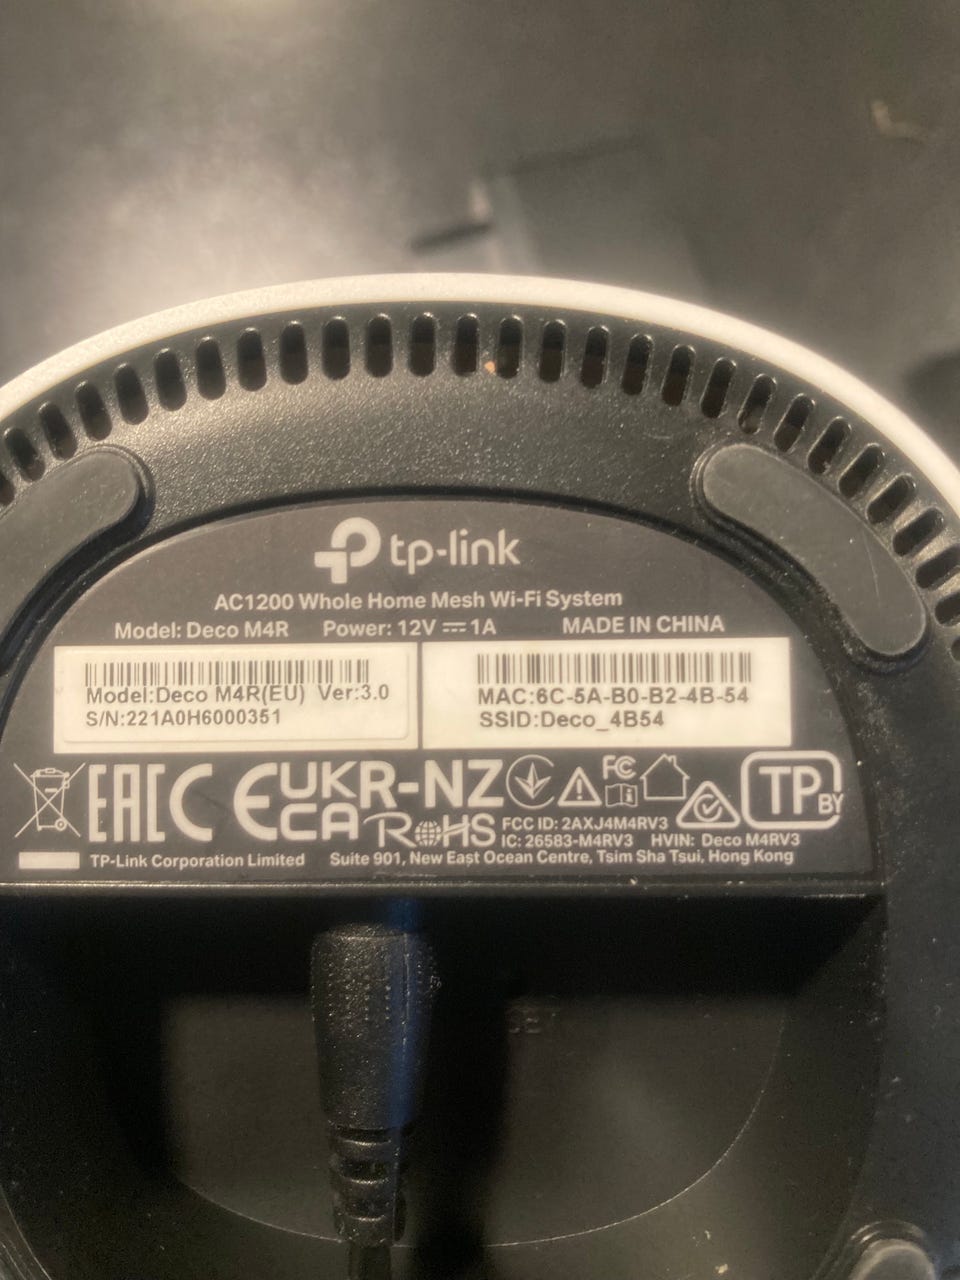 tp-link
AC1200 Whole Home Mesh Wi-Fi System
Model: Deco M4R Power: 12V 1A MADE IN CHINA
Model:Deco M4R(EU) Ver:3.0
S/N:221A0H6000351
MAC:6C-5A-B0-B2-4B-54
SSID:Deco_4B54
EAC CE UK CA R-NZ FC TP BY
RoHS FCC ID: 2AXJ4M4RV3
IC: 26583-M4RV3 HVIN: Deco M4RV3
TP-Link Corporation Limited Suite 901, New East Ocean Centre, Tsim Sha Tsui, Hong Kong